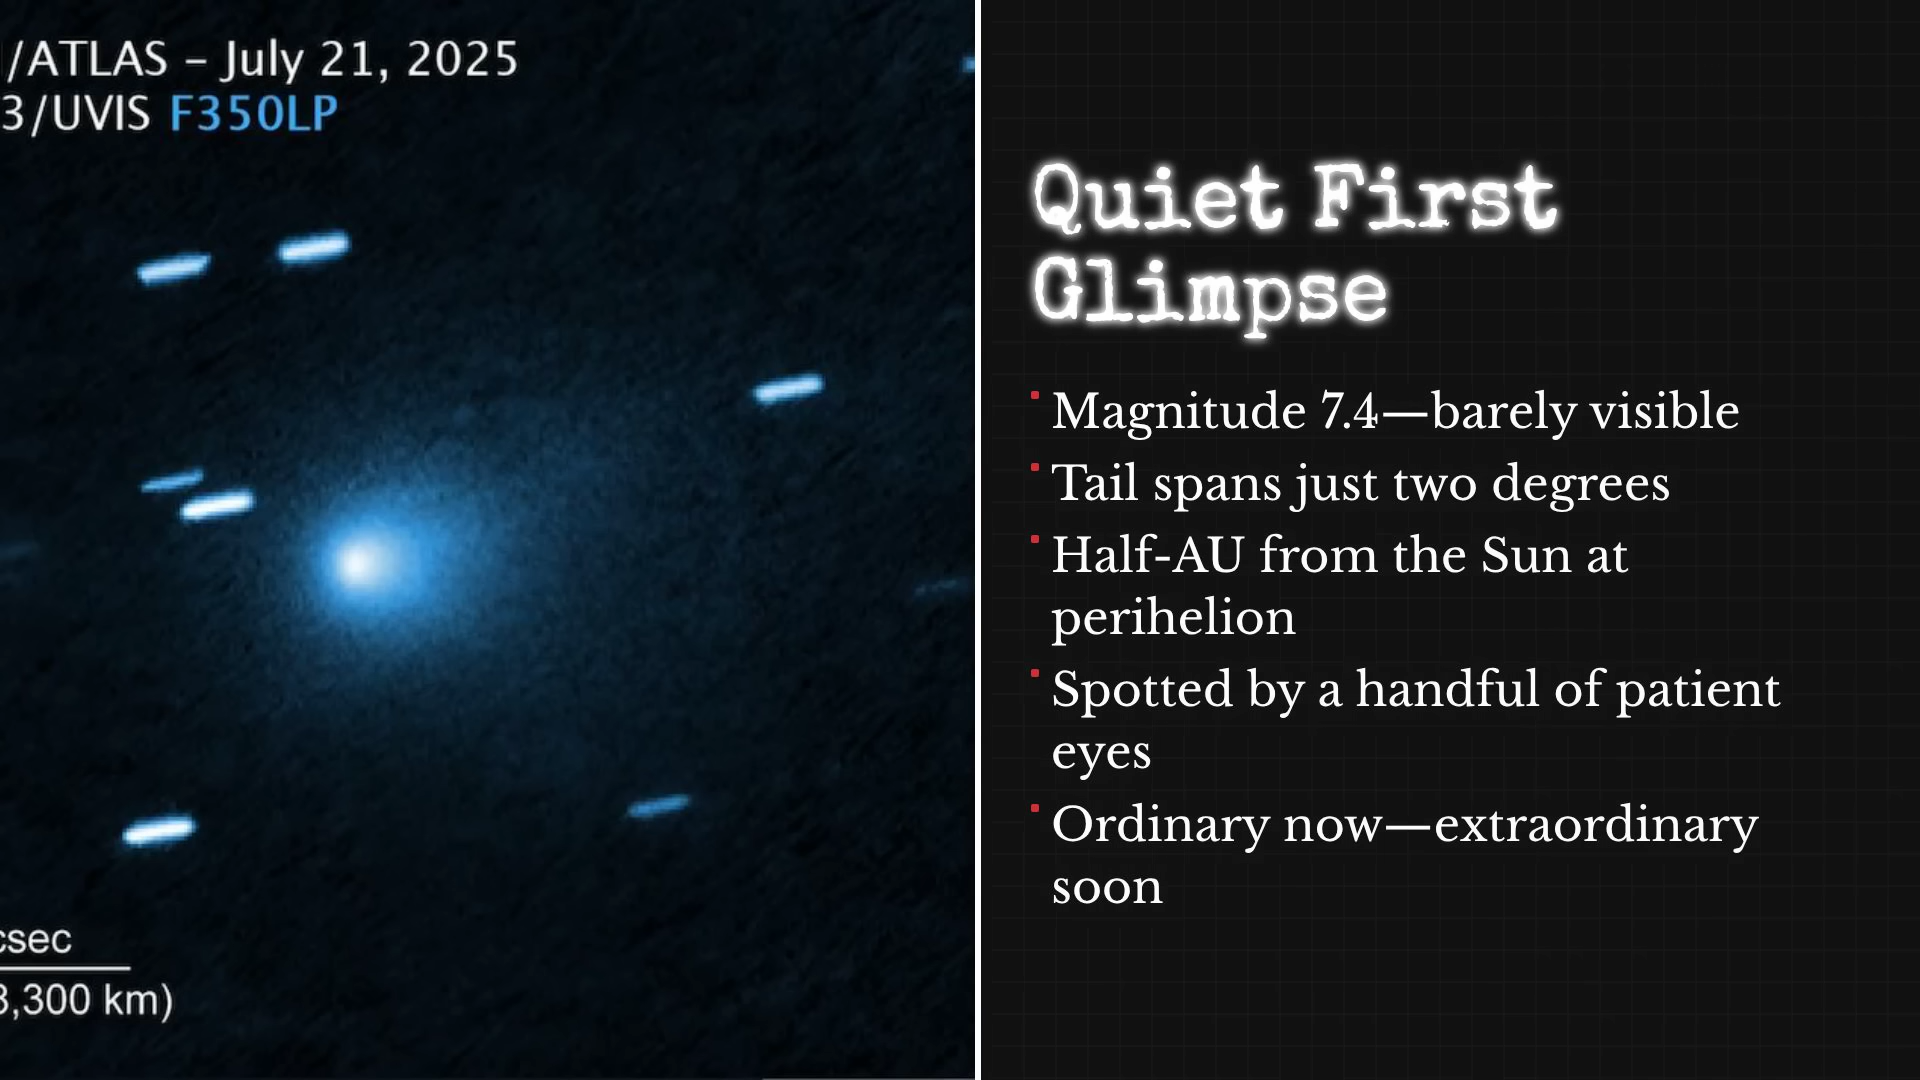 /ATLAS – July 21, 2025
3/UVIS F350LP
csec
3,300 km)
Quiet First
Glimpse
Magnitude 7.4—barely visible
Tail spans just two degrees
Half-AU from the Sun at
perihelion
Spotted by a handful of patient
eyes
Ordinary now—extraordinary
soon